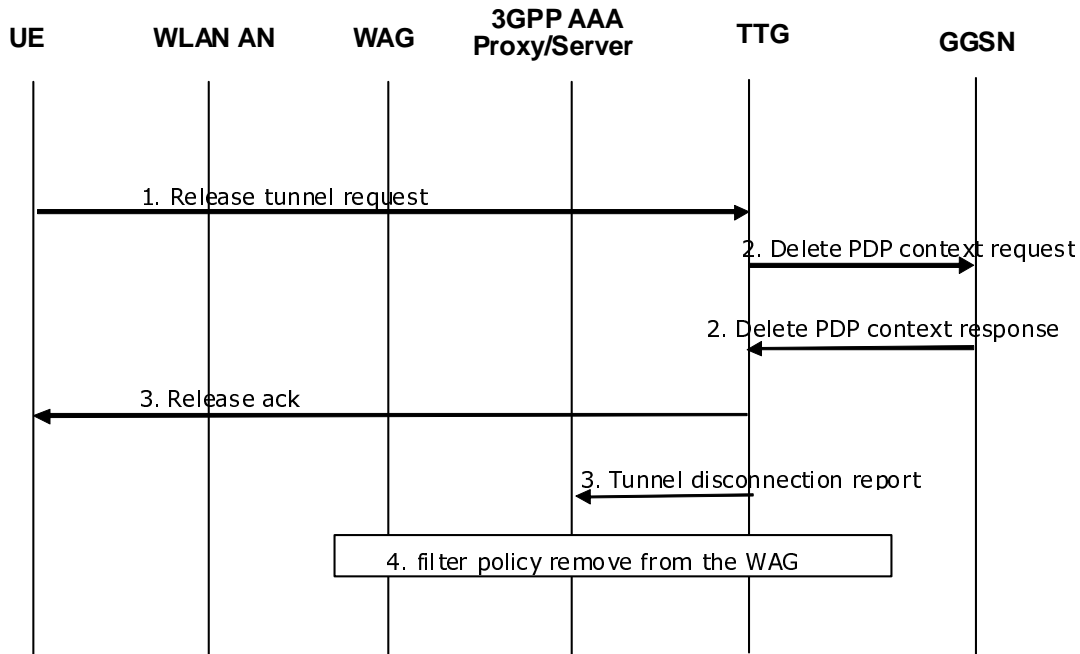 UE
WLAN AN
WAG
3GPP AAA
Proxy/Server
TTG
GGSN
1. Release tunnel request
2. Delete PDP context request
2. Delete PDP context response
3. Release ack
3. Tunnel disconnection report
4. filter policy remove from the WAG